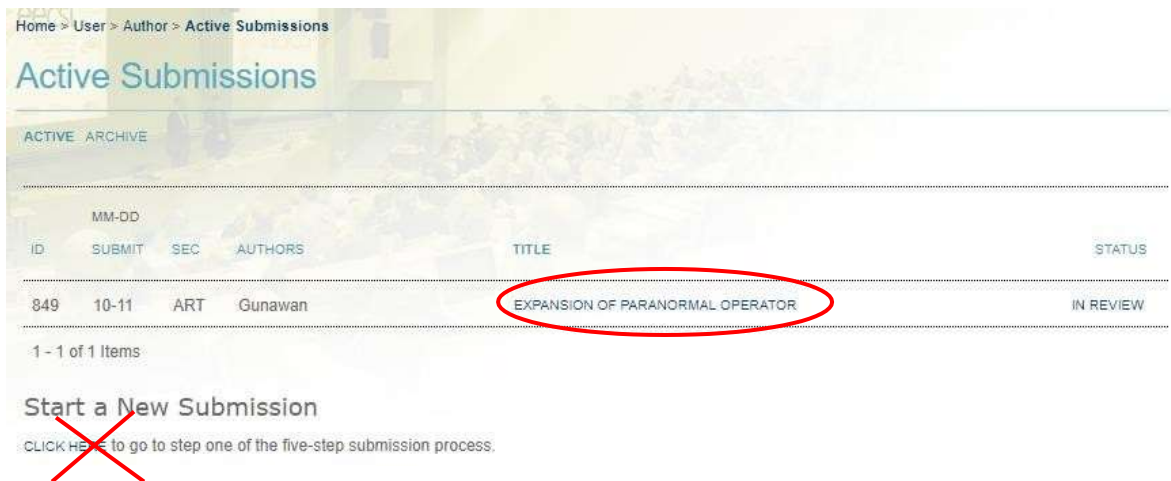 Home > User > Author > Active Submissions
Active Submissions
ACTIVE ARCHIVE
MM-DD
ID SUBMIT SEC AUTHORS TITLE STATUS
849 10-11 ART Gunawan EXPANSION OF PARANORMAL OPERATOR IN REVIEW
1 - 1 of 1 Items
Start a New Submission
CLICK HERE to go to step one of the five-step submission process.